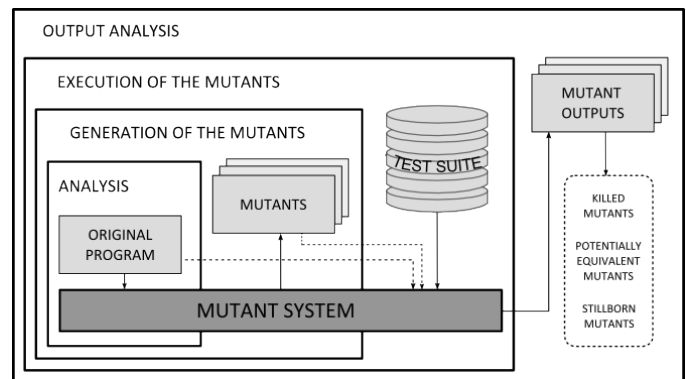 OUTPUT ANALYSIS
EXECUTION OF THE MUTANTS
GENERATION OF THE MUTANTS
ANALYSIS
ORIGINAL
PROGRAM
MUTANTS
TEST SUITE
MUTANT SYSTEM
MUTANT
OUTPUTS
KILLED
MUTANTS
POTENTIALLY
EQUIVALENT
MUTANTS
STILLBORN
MUTANTS